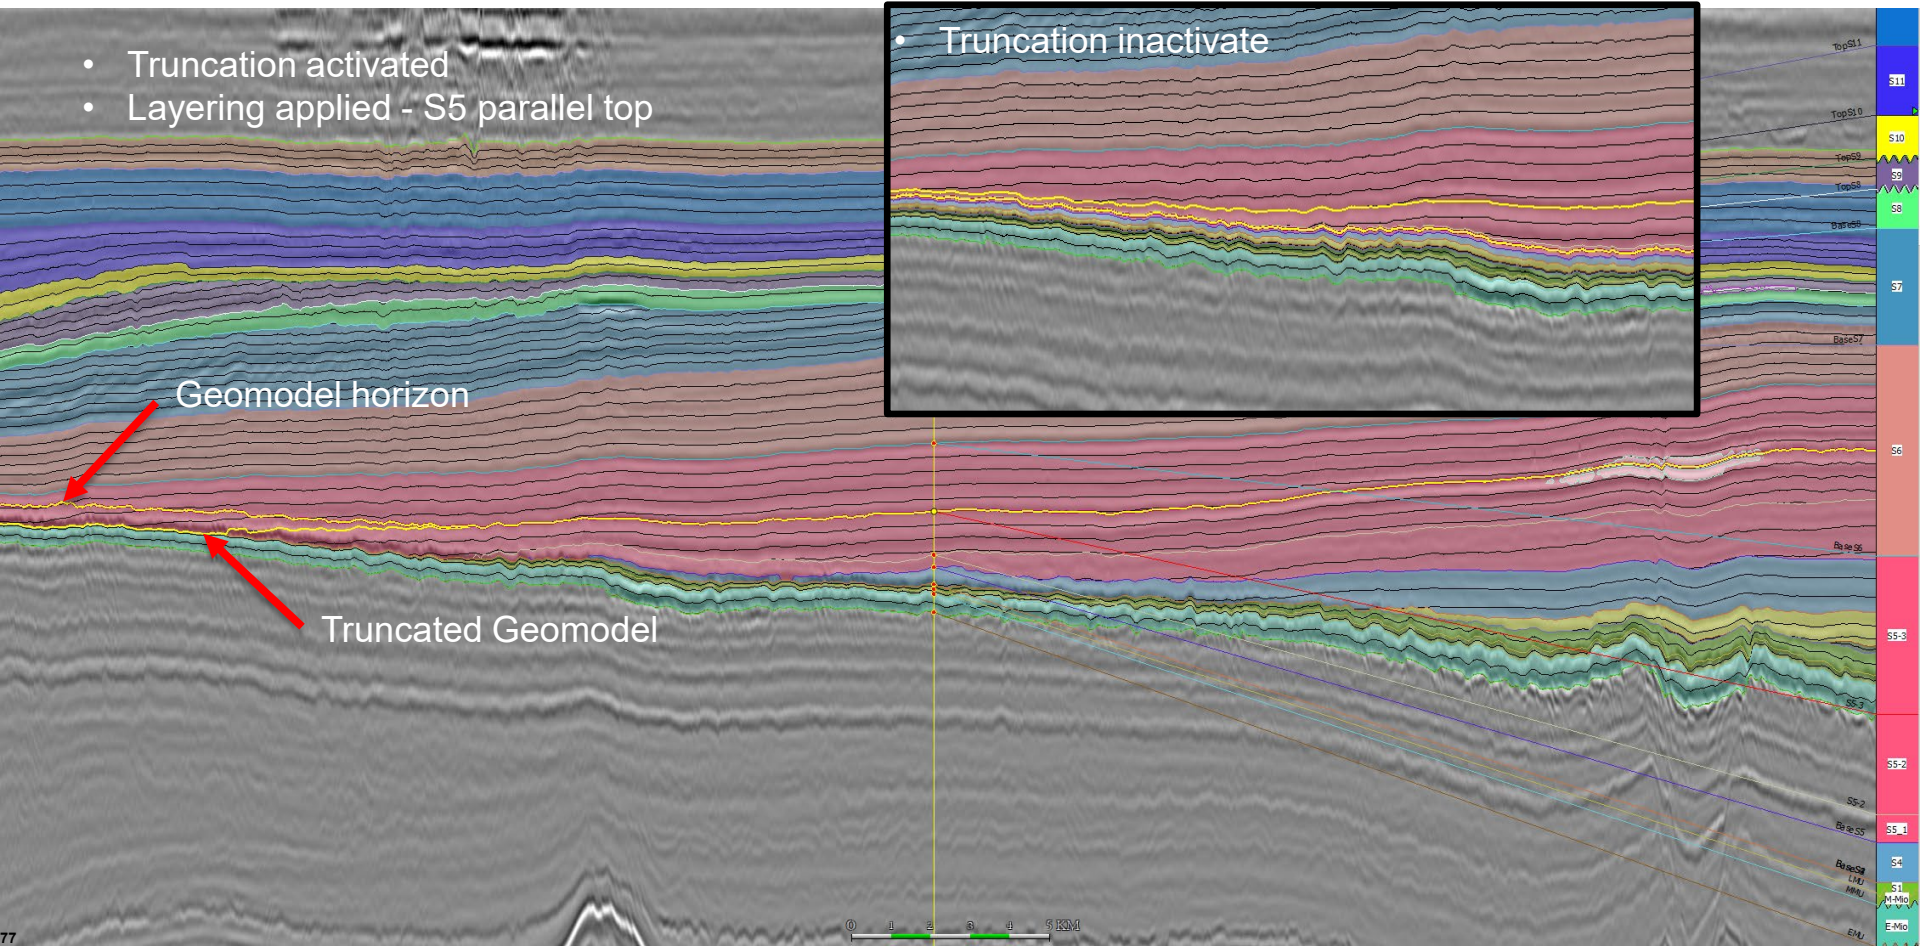 • Truncation activated
• Layering applied - S5 parallel top
• Truncation inactivate
Geomodel horizon
Truncated Geomodel
TopS11
S11
TopS10
S10
TopS9
S9
TopS8
S8
BaseS8
S7
BaseS7
S6
BaseS6
S5-3
S5-3
S5-2
S5-2
BaseS5
S5_1
S4
LMU
S1
MMU
M-Mio
E-Mio
EMU
0 1 2 3 4 5 KM
77